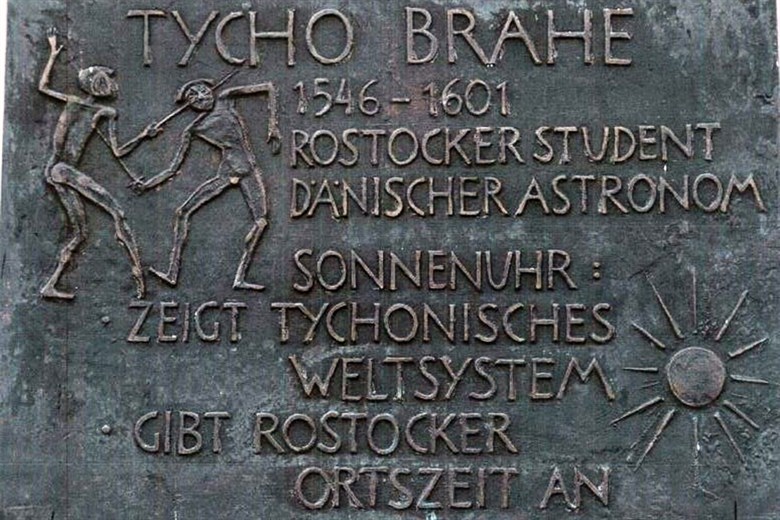 TYCHO BRAHE
1546 - 1601
ROSTOCKER STUDENT
DÄNISCHER ASTRONOM
SONNENUHR :
· ZEIGT TYCHONISCHES
WELTSYSTEM
· GIBT ROSTOCKER
ORTSZEIT AN